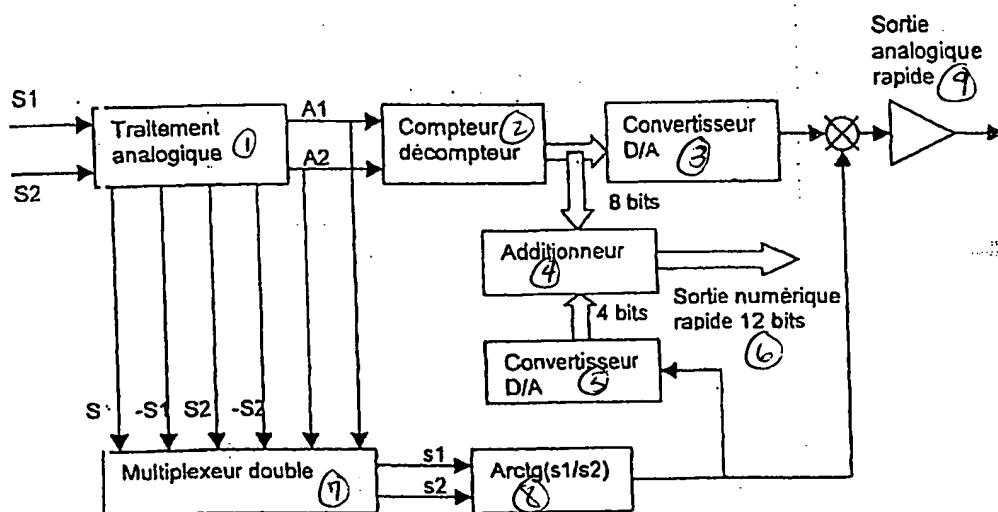 Sortie
analogique
rapide 9
S1
S2
Traitement
analogique 1
A1
A2
Compteur 2
décompteur
Convertisseur
D/A 3
8 bits
Additionneur
4
Sortie numérique
rapide 12 bits
6
4 bits
Convertisseur
D/A 5
S -S1 S2 -S2
Multiplexeur double 7
s1
s2
Arctg(s1/s2)
8